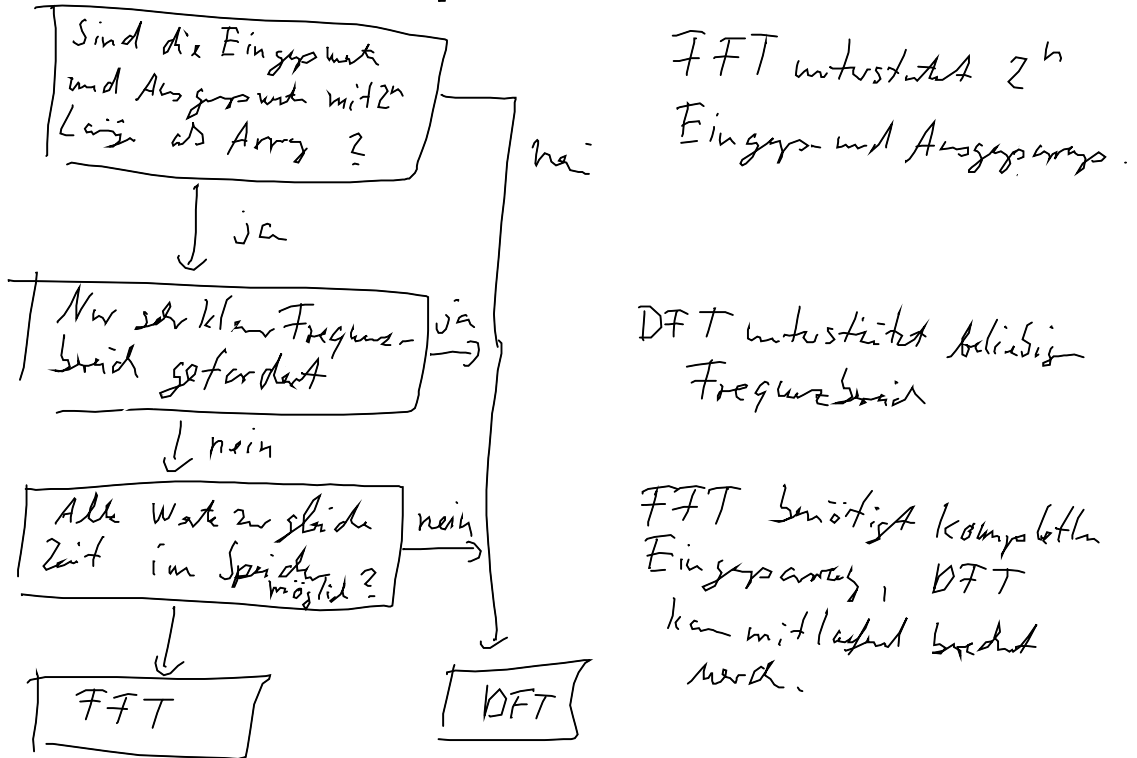 Sind die Eingangswerte
und Ausgangswerte mit 2ⁿ
Länge als Array ?
nein
ja
Nur sehr kleiner Frequenz-
bereich gefordert
ja
nein
Alle Werte zur gleichen
Zeit im Speicher
möglich ?
nein
FFT
DFT
FFT unterstützt 2ⁿ
Eingangs- und Ausgangsarrays.
DFT unterstützt beliebigen
Frequenzbereich
FFT benötigt kompletten
Eingangsarray, DFT
kann mitlaufend berechnet
werden.